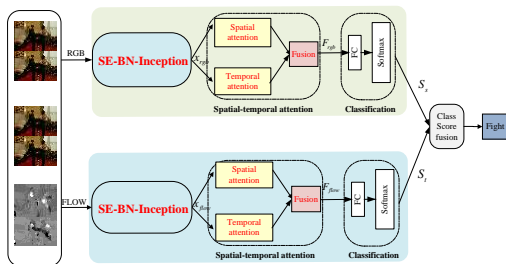 RGB
SE-BN-Inception
x_rgb
Spatial
attention
Temporal
attention
Fusion
F_rgb
FC
Softmax
Spatial-temporal attention
Classification
S_s
Class
Score
fusion
Fight
FLOW
SE-BN-Inception
x_flow
Spatial
attention
Temporal
attention
Fusion
F_flow
FC
Softmax
Spatial-temporal attention
Classification
S_t